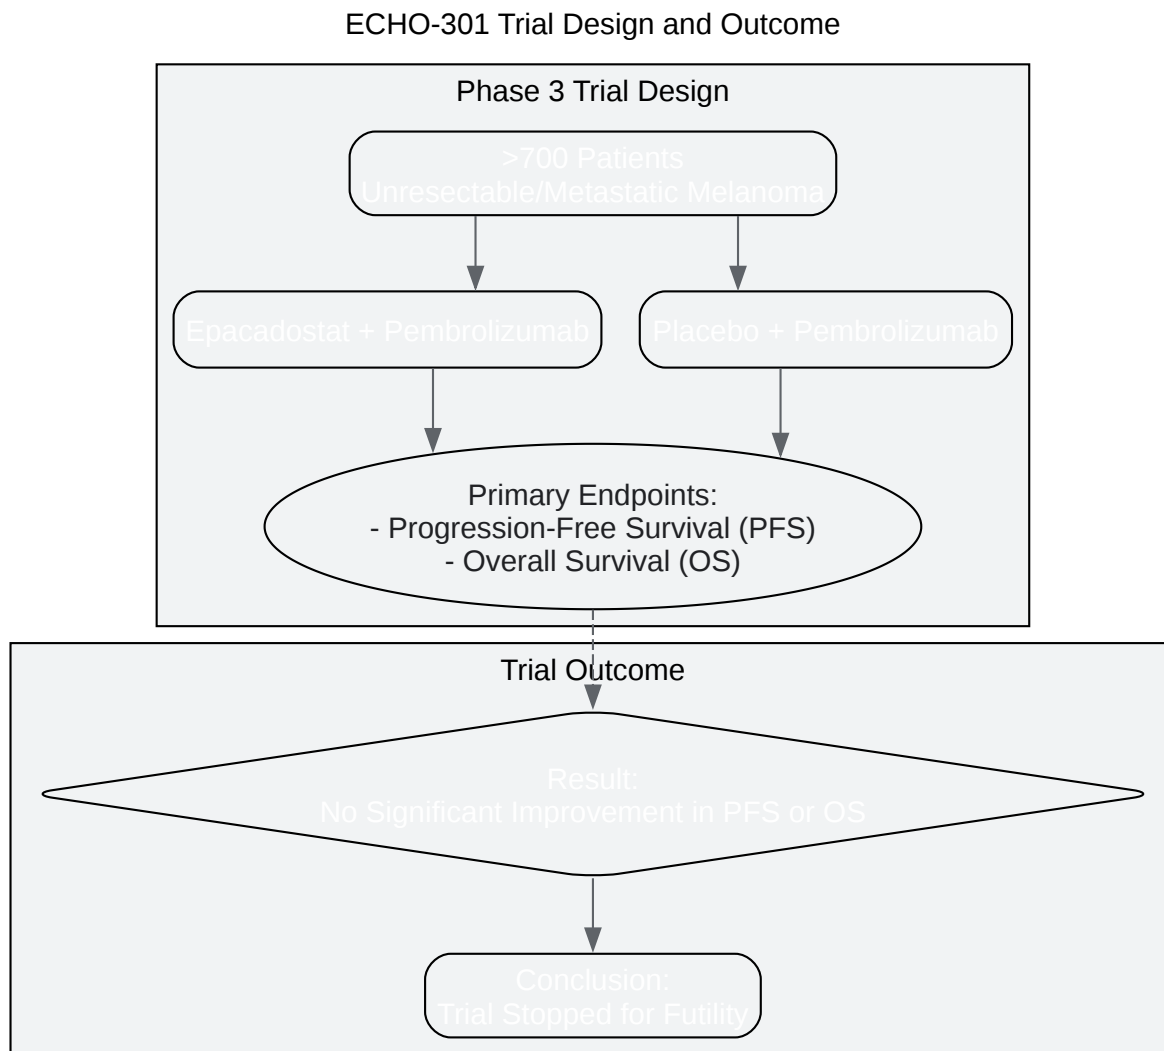 ECHO-301 Trial Design and Outcome
Phase 3 Trial Design
>700 Patients
Unresectable/Metastatic Melanoma
Epacadostat + Pembrolizumab
Placebo + Pembrolizumab
Primary Endpoints:
- Progression-Free Survival (PFS)
- Overall Survival (OS)
Trial Outcome
Result:
No Significant Improvement in PFS or OS
Conclusion:
Trial Stopped for Futility